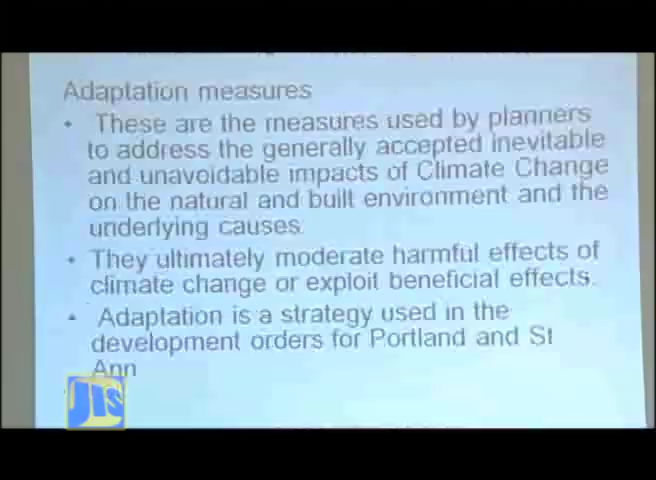 Adaptation measures
• These are the measures used by planners
to address the generally accepted inevitable
and unavoidable impacts of Climate Change
on the natural and built environment and the
underlying causes.
• They ultimately moderate harmful effects of
climate change or exploit beneficial effects.
• Adaptation is a strategy used in the
development orders for Portland and St
Ann
JIS